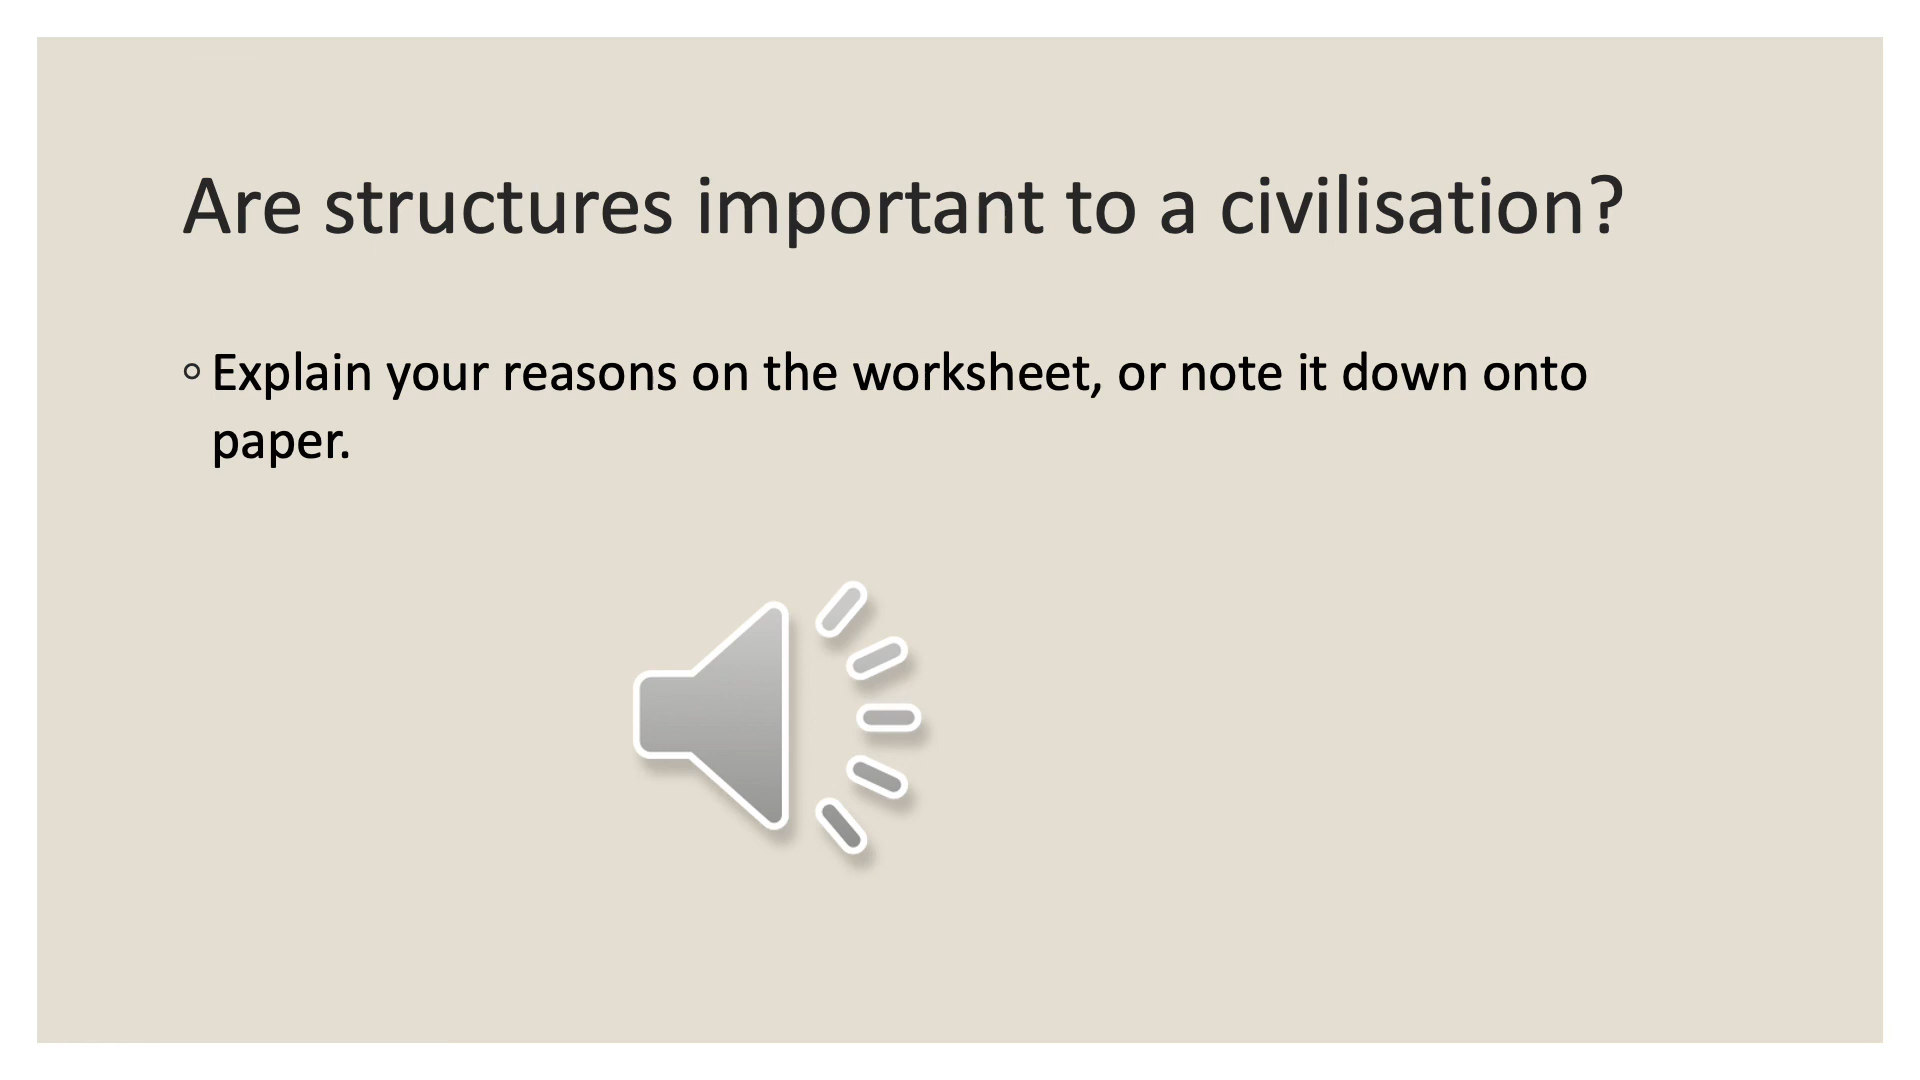 Are structures important to a civilisation?
◦ Explain your reasons on the worksheet, or note it down onto
paper.